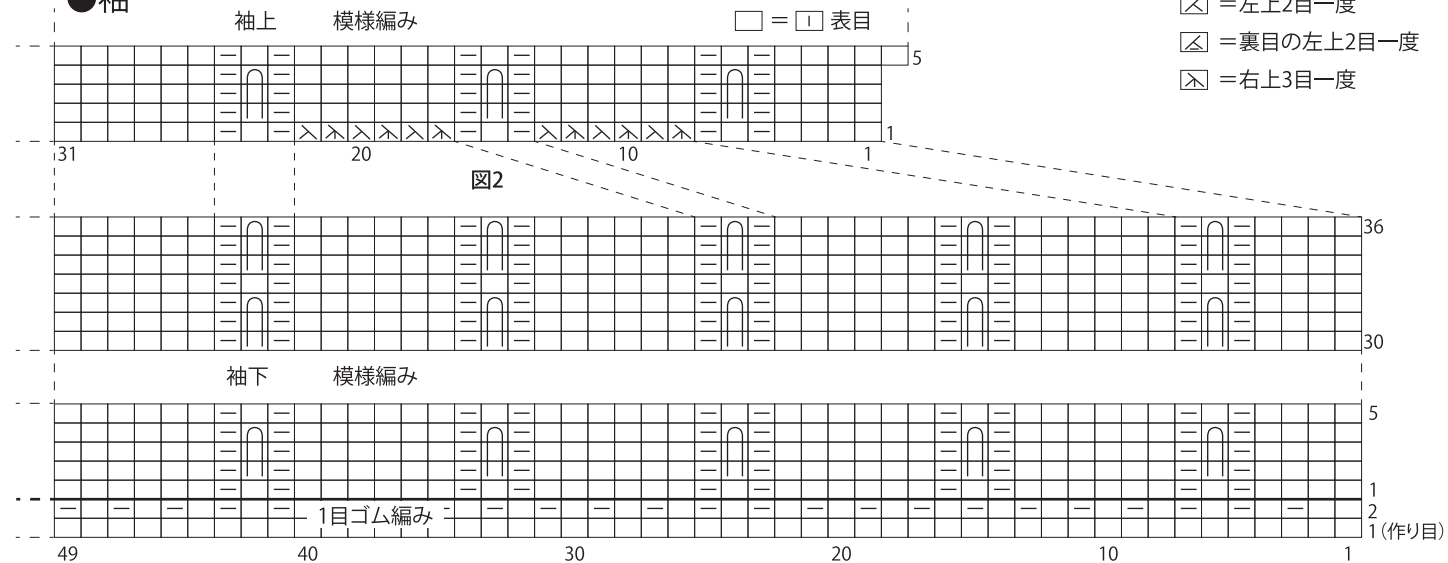 ●袖
袖上 模様編み □ = ⊡ 表目
=左上2目一度
=裏目の左上2目一度
=右上3目一度
5
1
31 20 10 1
図2
36
30
袖下 模様編み
5
1
2
1目ゴム編み
1(作り目)
49 40 30 20 10 1